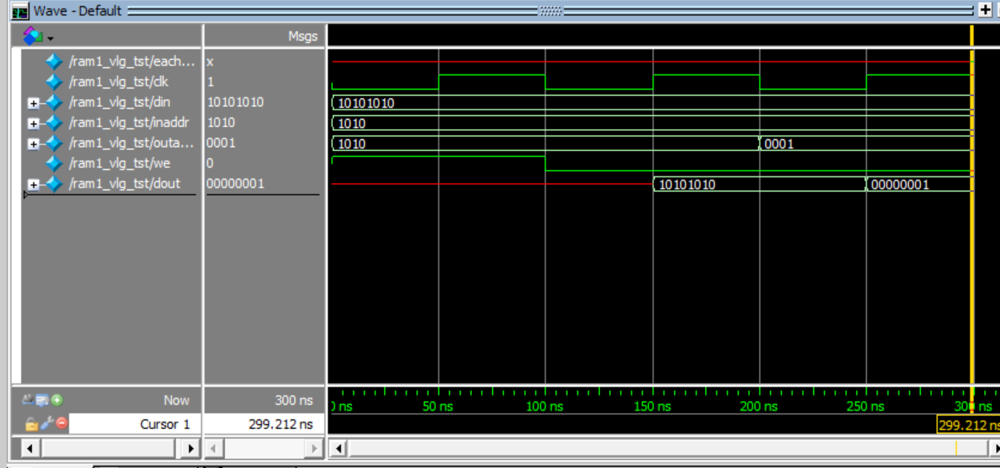 Wave - Default
Msgs
/ram1_vlg_tst/each... x
/ram1_vlg_tst/clk 1
/ram1_vlg_tst/din 10101010 10101010
/ram1_vlg_tst/inaddr 1010 1010
/ram1_vlg_tst/outa... 0001 1010 0001
/ram1_vlg_tst/we 0
/ram1_vlg_tst/dout 00000001 10101010 00000001
Now 300 ns ns 50 ns 100 ns 150 ns 200 ns 250 ns 300 ns
Cursor 1 299.212 ns 299.212 ns